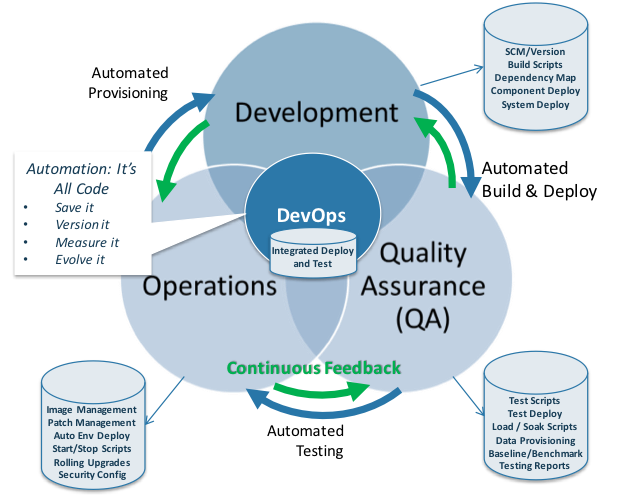 SCM/Version
Build Scripts
Dependency Map
Component Deploy
System Deploy
Automated
Provisioning
Development
Automation: It's
All Code
• Save it
• Version it
• Measure it
• Evolve it
Automated
Build & Deploy
DevOps
Integrated Deploy
and Test
Operations
Quality
Assurance
(QA)
Continuous Feedback
Automated
Testing
Image Management
Patch Management
Auto Env Deploy
Start/Stop Scripts
Rolling Upgrades
Security Config
Test Scripts
Test Deploy
Load / Soak Scripts
Data Provisioning
Baseline/Benchmark
Testing Reports